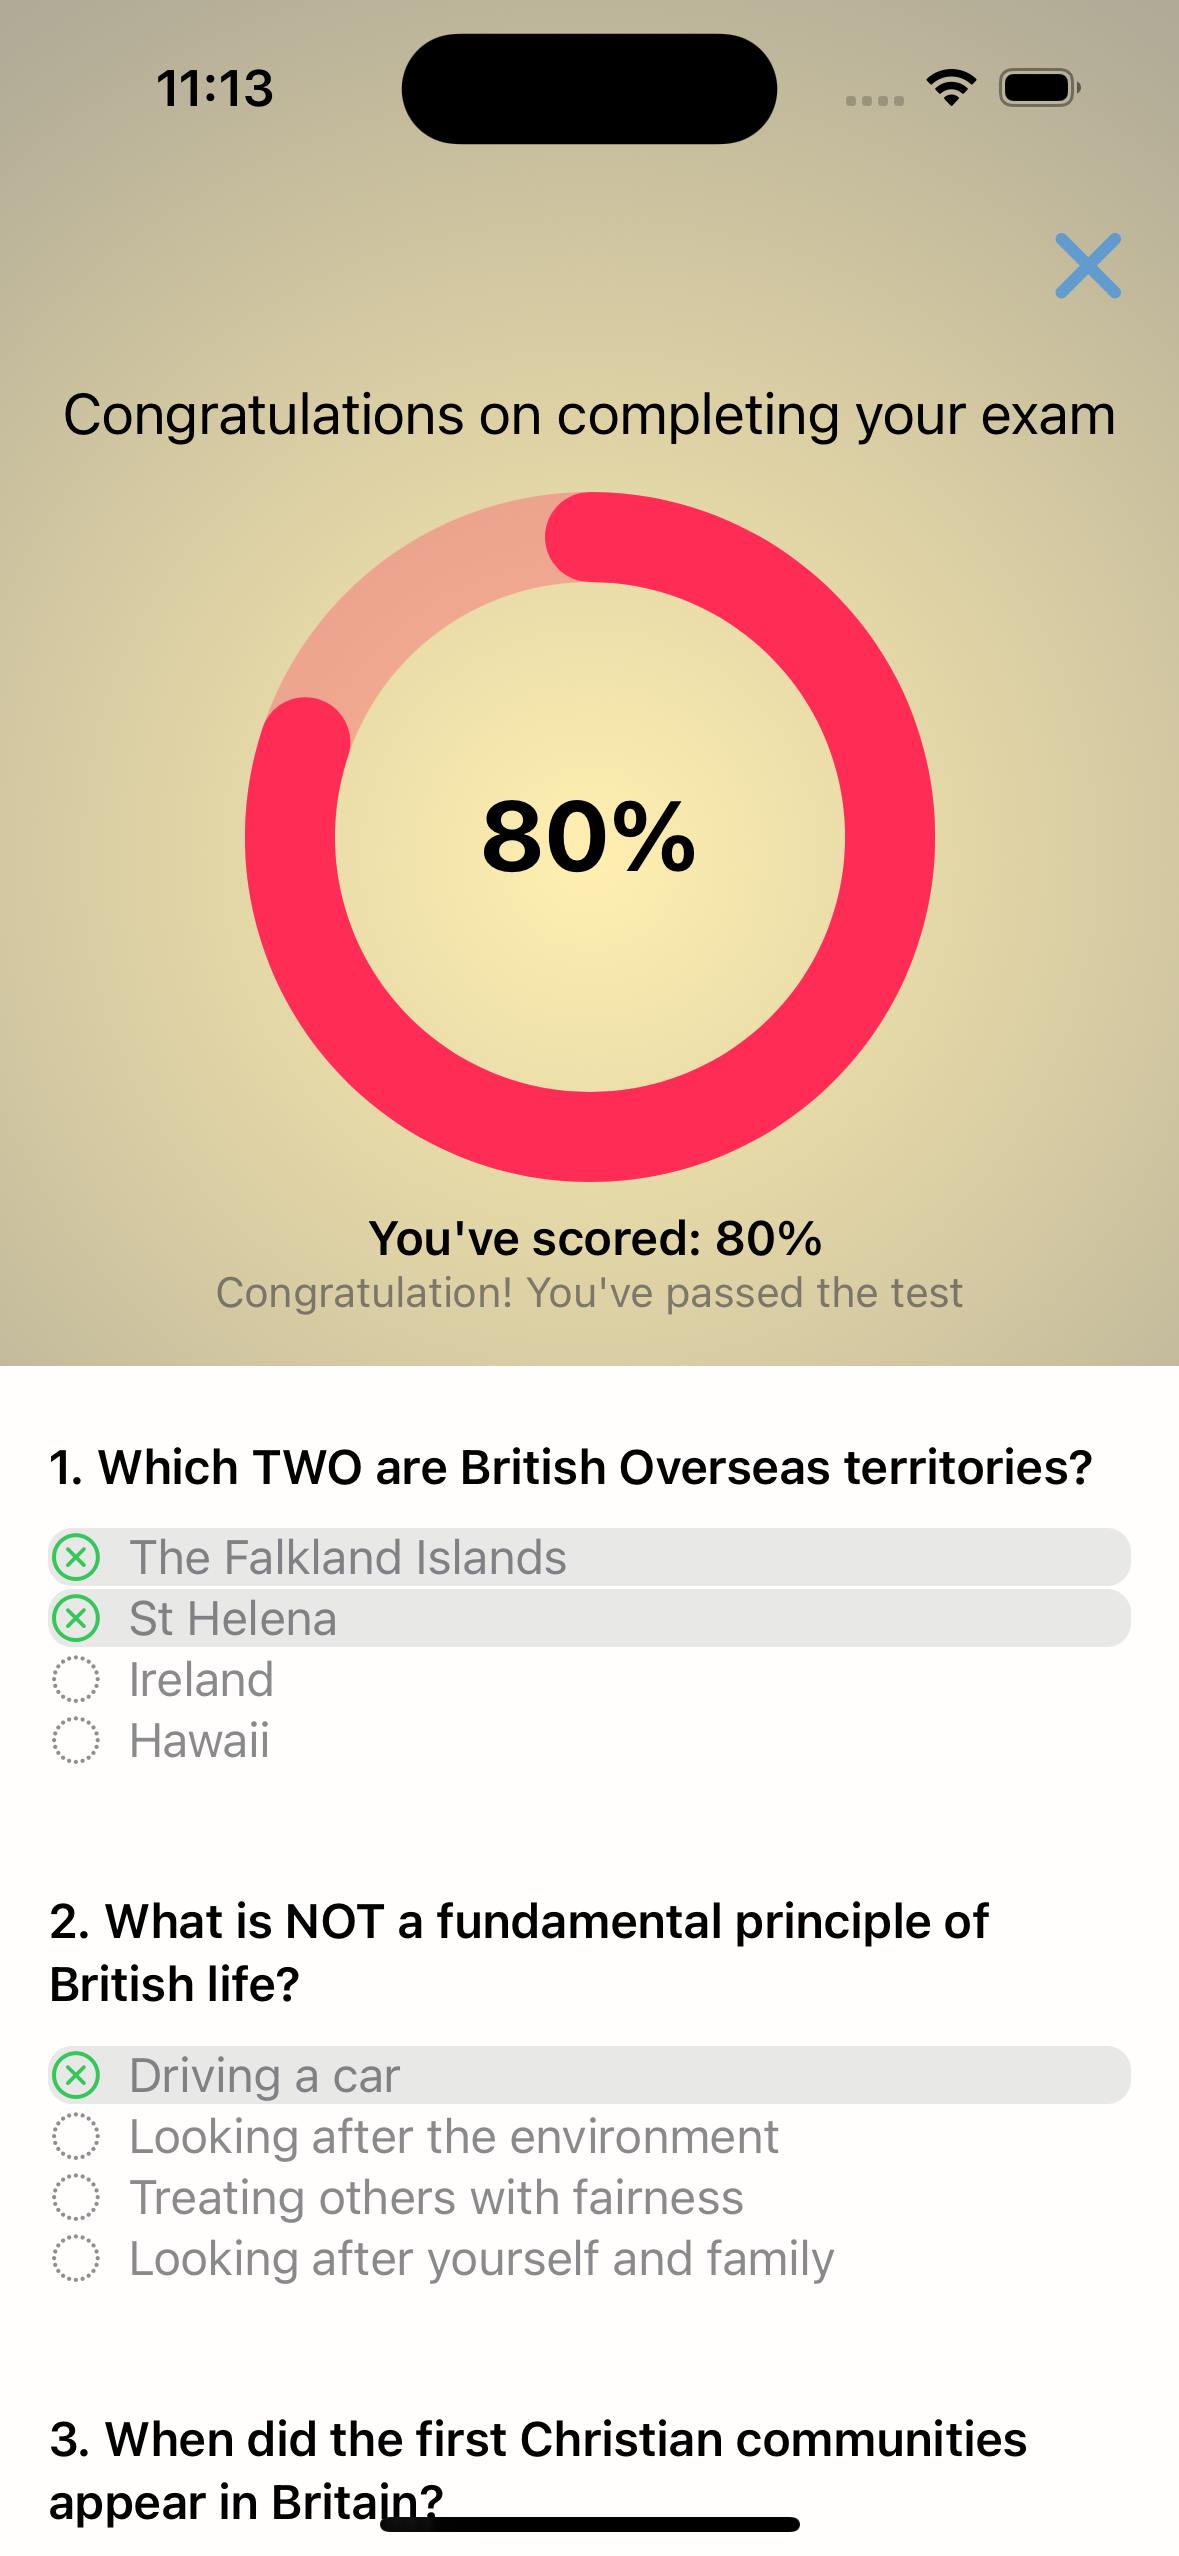 11:13
Congratulations on completing your exam
80%
You've scored: 80%
Congratulation! You've passed the test
1. Which TWO are British Overseas territories?
The Falkland Islands
St Helena
Ireland
Hawaii
2. What is NOT a fundamental principle of
British life?
Driving a car
Looking after the environment
Treating others with fairness
Looking after yourself and family
3. When did the first Christian communities
appear in Britain?